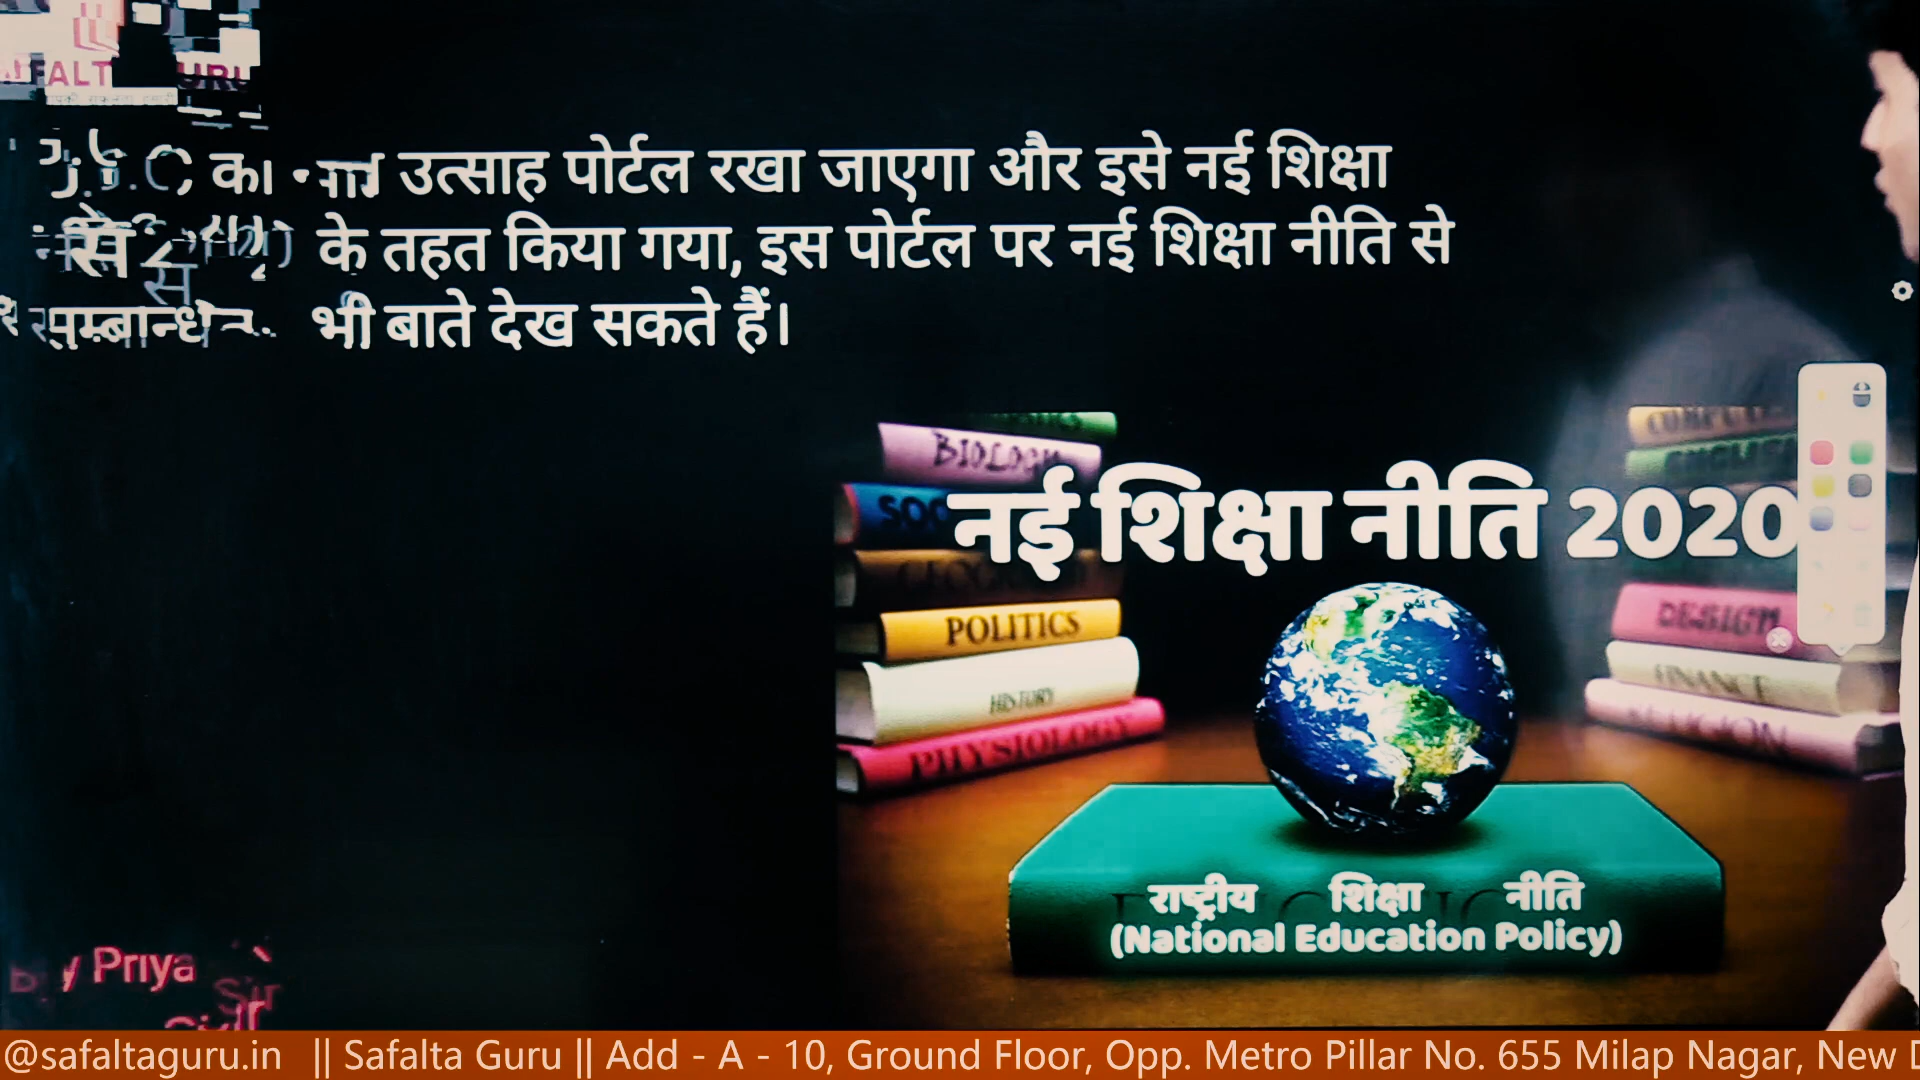 उत्साह पोर्टल रखा जाएगा और इसे नई शिक्षा
के तहत किया गया, इस पोर्टल पर नई शिक्षा नीति से
भी बाते देख सकते हैं।
BIOLOGY
नई शिक्षा नीति 2020
POLITICS
DESIGN
HISTORY
FINANCE
PHYSIOLOGY
RELIGION
राष्ट्रीय शिक्षा नीति
(National Education Policy)
Priya
Sir
@safaltaguru.in || Safalta Guru || Add - A - 10, Ground Floor, Opp. Metro Pillar No. 655 Milap Nagar, New